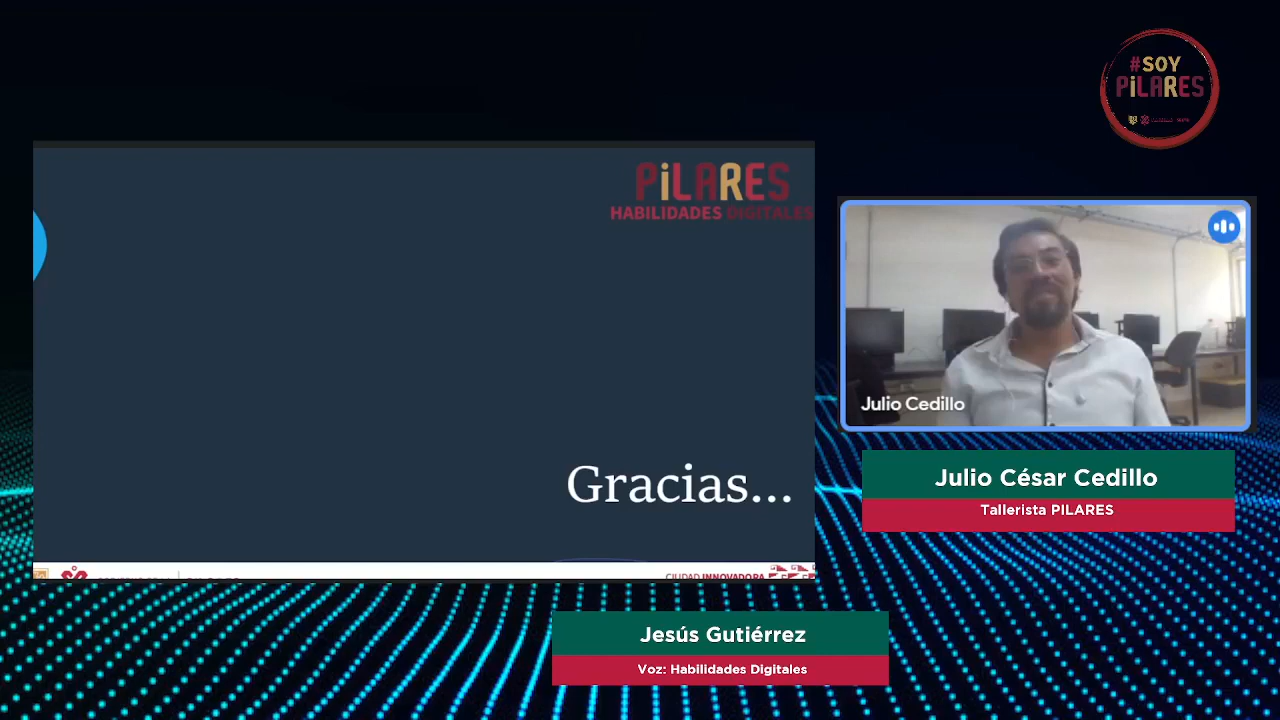 #SOY
PiLARES
PiLARES
HABILIDADES DIGITALES
Gracias...
CIUDAD INNOVADORA
Julio Cedillo
Julio César Cedillo
Tallerista PILARES
Jesús Gutiérrez
Voz: Habilidades Digitales